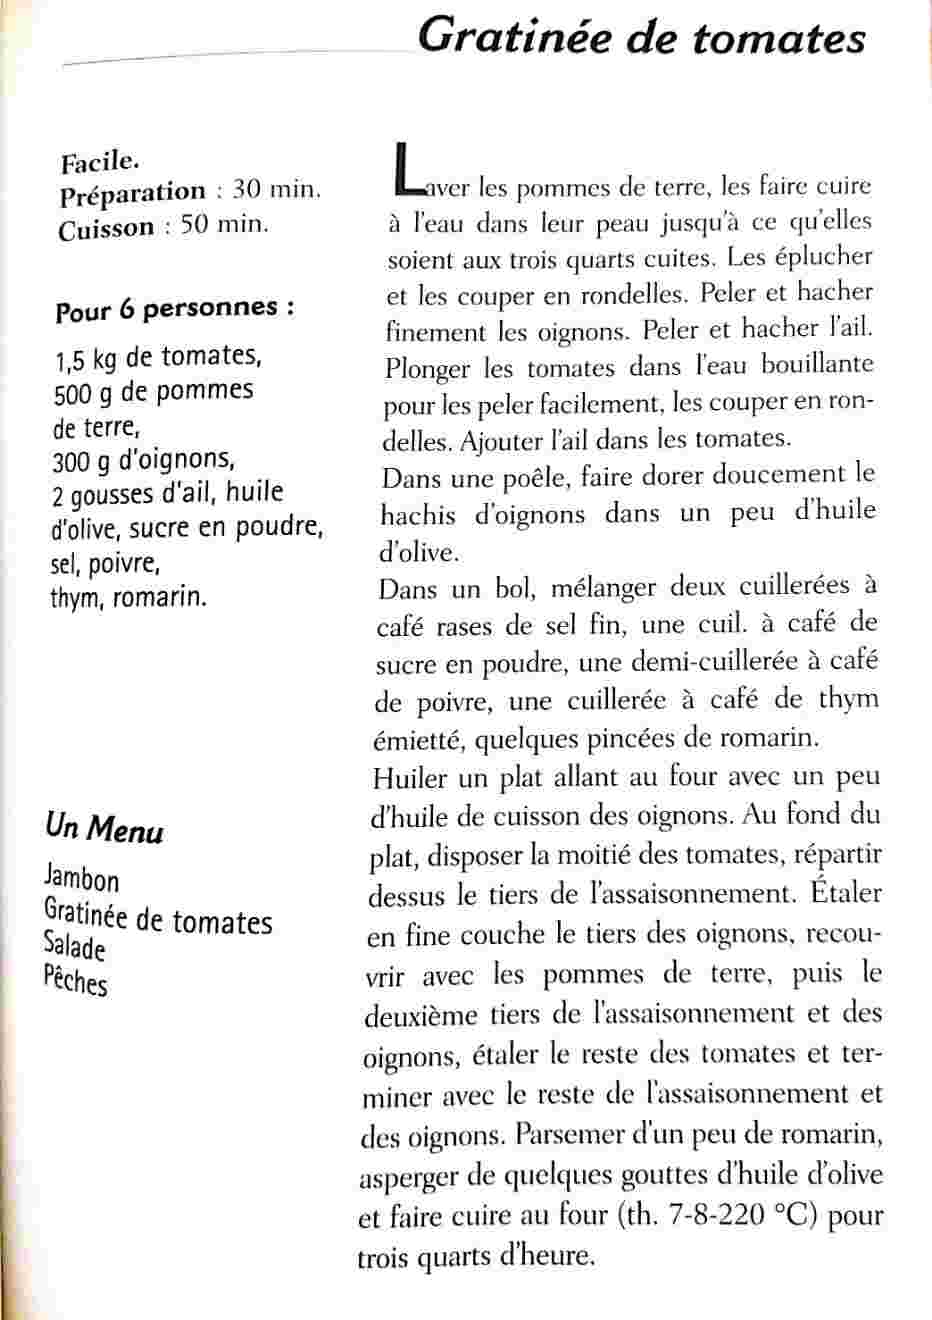 Gratinée de tomates
Facile.
Préparation : 30 min.
Cuisson : 50 min.
Pour 6 personnes :
1,5 kg de tomates,
500 g de pommes
de terre,
300 g d'oignons,
2 gousses d'ail, huile
d'olive, sucre en poudre,
sel, poivre,
thym, romarin.
Un Menu
Jambon
Gratinée de tomates
Salade
Pêches
Laver les pommes de terre, les faire cuire
à l'eau dans leur peau jusqu'à ce qu'elles
soient aux trois quarts cuites. Les éplucher
et les couper en rondelles. Peler et hacher
finement les oignons. Peler et hacher l'ail.
Plonger les tomates dans l'eau bouillante
pour les peler facilement, les couper en ron-
delles. Ajouter l'ail dans les tomates.
Dans une poêle, faire dorer doucement le
hachis d'oignons dans un peu d'huile
d'olive.
Dans un bol, mélanger deux cuillerées à
café rases de sel fin, une cuil. à café de
sucre en poudre, une demi-cuillerée à café
de poivre, une cuillerée à café de thym
émietté, quelques pincées de romarin.
Huiler un plat allant au four avec un peu
d'huile de cuisson des oignons. Au fond du
plat, disposer la moitié des tomates, répartir
dessus le tiers de l'assaisonnement. Étaler
en fine couche le tiers des oignons, recou-
vrir avec les pommes de terre, puis le
deuxième tiers de l'assaisonnement et des
oignons, étaler le reste des tomates et ter-
miner avec le reste de l'assaisonnement et
des oignons. Parsemer d'un peu de romarin,
asperger de quelques gouttes d'huile d'olive
et faire cuire au four (th. 7-8-220 °C) pour
trois quarts d'heure.